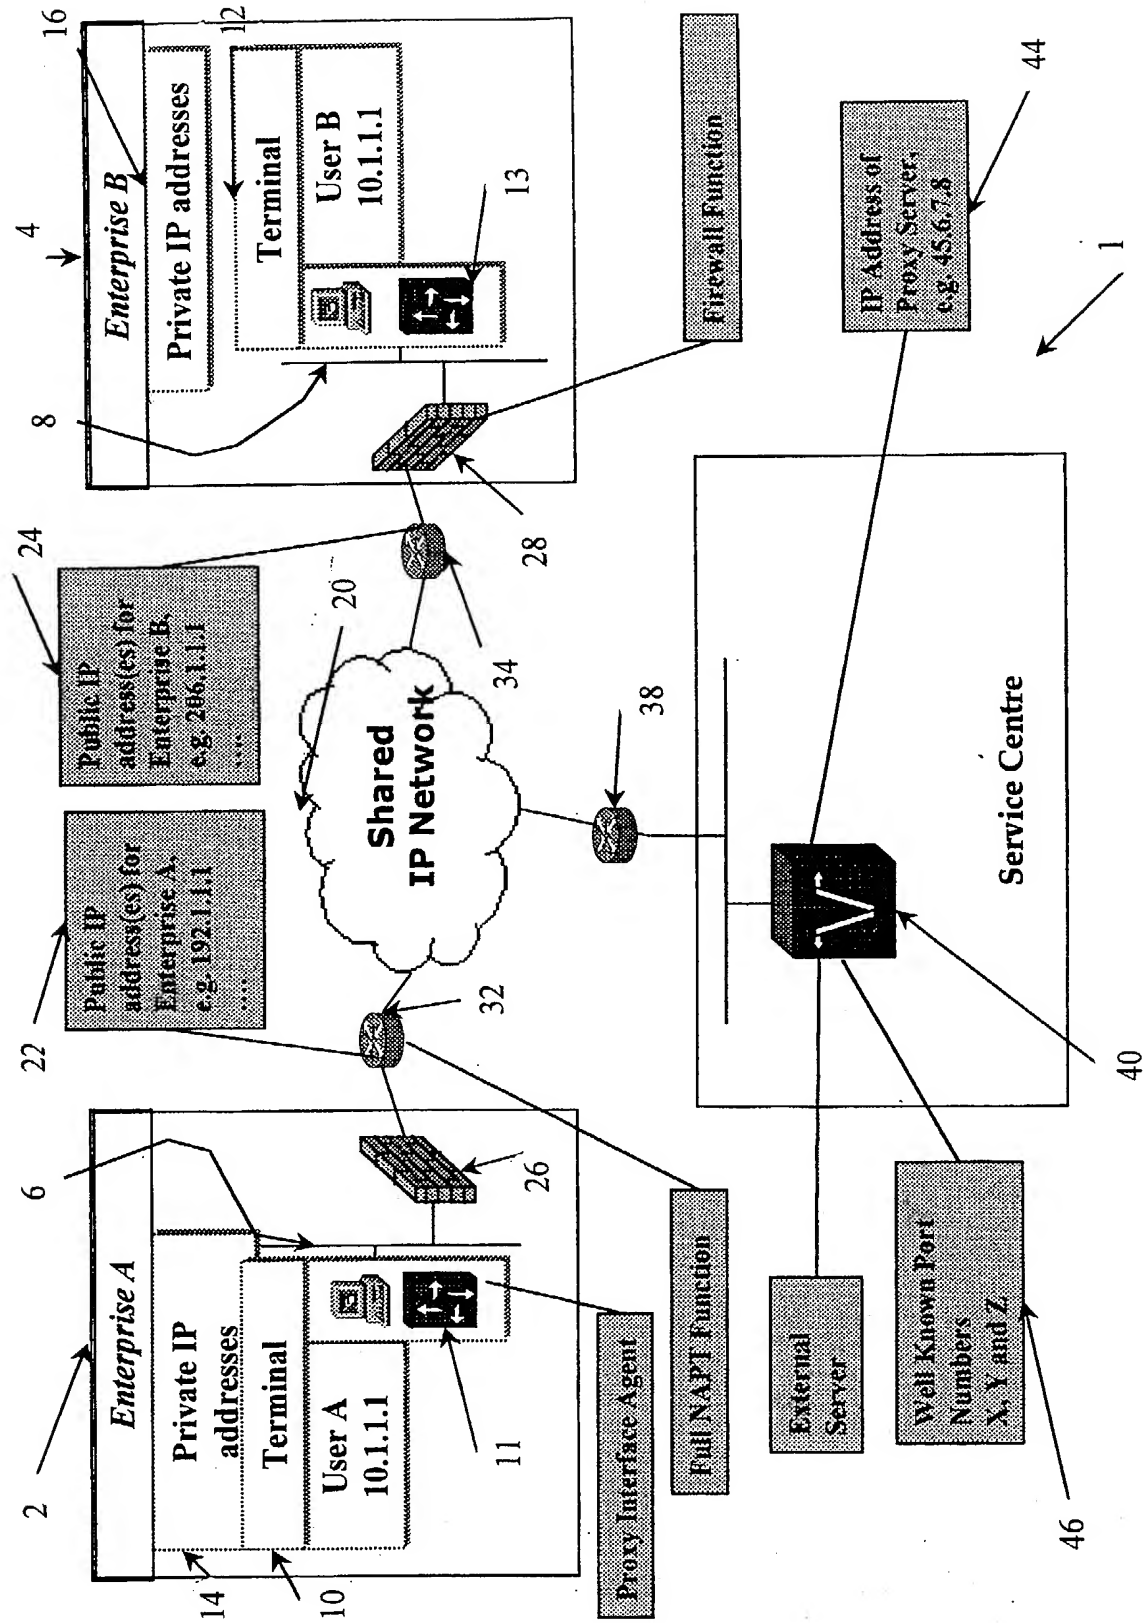 2
Enterprise A
14
Private IP
addresses
10
Terminal
User A
10.1.1.1
11
6
26
22
Public IP
address(es) for
Enterprise A,
e.g. 192.1.1.1
....
24
Public IP
address(es) for
Enterprise B,
e.g. 206.1.1.1
....
32
Shared
IP Network
20
34
28
38
4
16
12
8
Enterprise B
Private IP addresses
Terminal
User B
10.1.1.1
13
Proxy Interface Agent
Full NAPT Function
Firewall Function
External
Server
Well Known Port
Numbers
X, Y and Z
46
40
Service Centre
IP Address of
Proxy Server,
e.g. 45.6.7.8
44
1